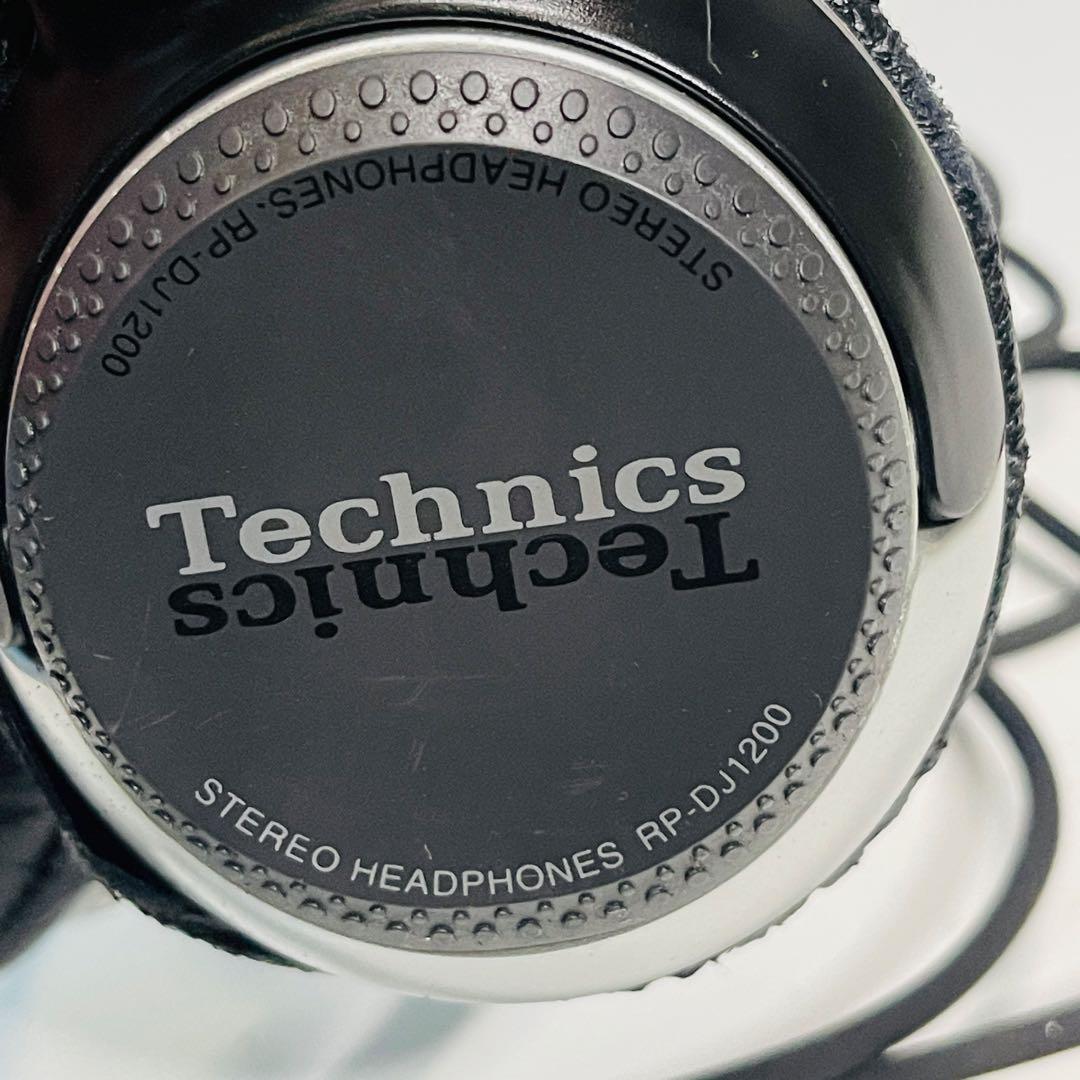 STEREO HEADPHONES. RP-DJ1200
Technics
Technics
STEREO HEADPHONES RP-DJ1200